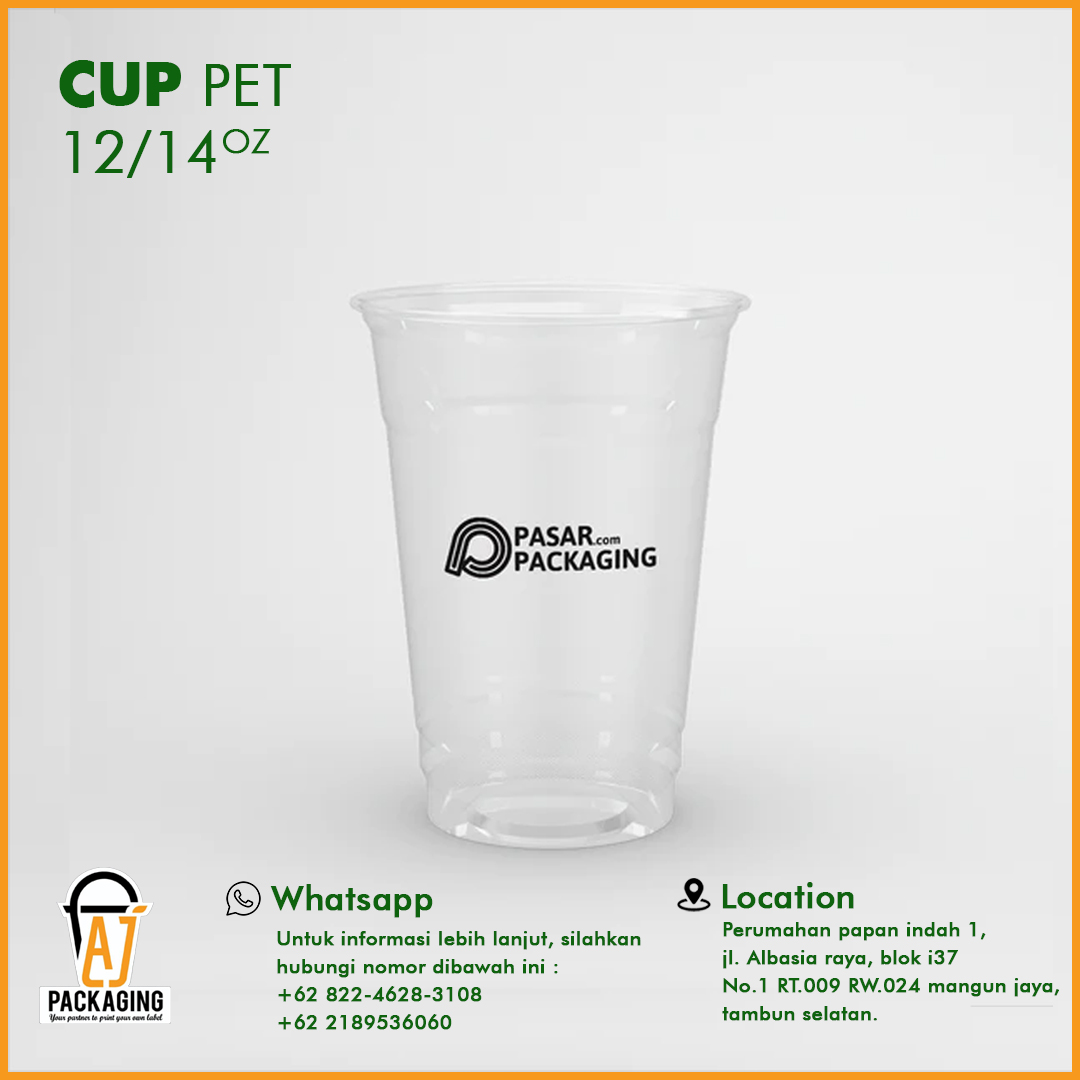 CUP PET
12/14 OZ
PASAR.com
PACKAGING
AJ
PACKAGING
Your partner to print your own label
Whatsapp
Untuk informasi lebih lanjut, silahkan
hubungi nomor dibawah ini :
+62 822-4628-3108
+62 2189536060
Location
Perumahan papan indah 1,
jl. Albasia raya, blok i37
No.1 RT.009 RW.024 mangun jaya,
tambun selatan.